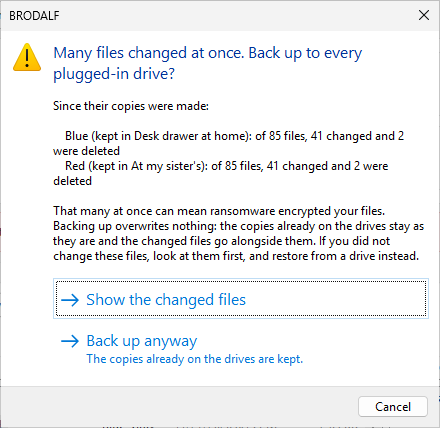 BRODALF
Many files changed at once. Back up to every
plugged-in drive?
Since their copies were made:
Blue (kept in Desk drawer at home): of 85 files, 41 changed and 2
were deleted
Red (kept in At my sister's): of 85 files, 41 changed and 2 were
deleted
That many at once can mean ransomware encrypted your files.
Backing up overwrites nothing: the copies already on the drives stay as
they are and the changed files go alongside them. If you did not
change these files, look at them first, and restore from a drive instead.
Show the changed files
Back up anyway
The copies already on the drives are kept.
Cancel